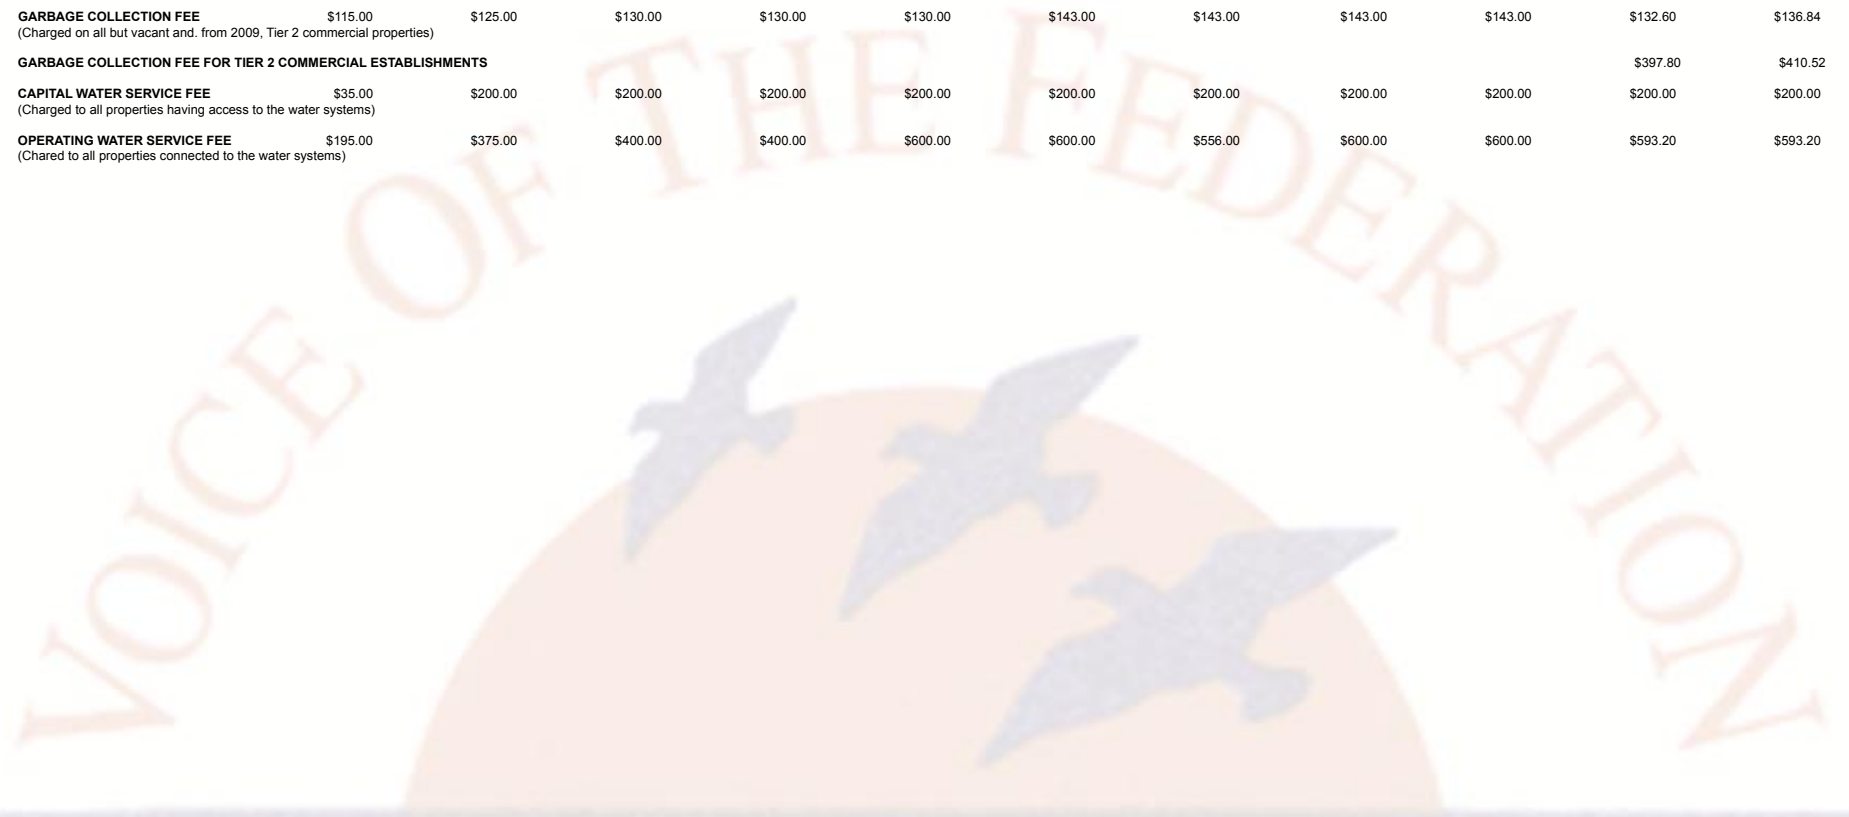 GARBAGE COLLECTION FEE $115.00 $125.00 $130.00 $130.00 $130.00 $143.00 $143.00 $143.00 $143.00 $132.60 $136.84
(Charged on all but vacant and. from 2009, Tier 2 commercial properties)
GARBAGE COLLECTION FEE FOR TIER 2 COMMERCIAL ESTABLISHMENTS $397.80 $410.52
CAPITAL WATER SERVICE FEE $35.00 $200.00 $200.00 $200.00 $200.00 $200.00 $200.00 $200.00 $200.00 $200.00 $200.00
(Charged to all properties having access to the water systems)
OPERATING WATER SERVICE FEE $195.00 $375.00 $400.00 $400.00 $600.00 $600.00 $556.00 $600.00 $600.00 $593.20 $593.20
(Chared to all properties connected to the water systems)
VOICE OF THE FEDERATION